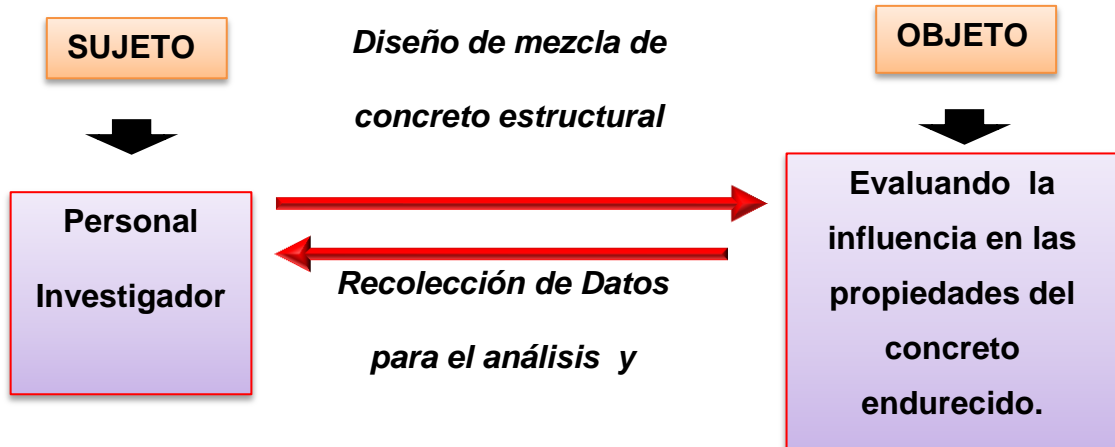 SUJETO
Diseño de mezcla de
concreto estructural
OBJETO
Personal
Investigador
Recolección de Datos
para el análisis y
Evaluando la
influencia en las
propiedades del
concreto
endurecido.